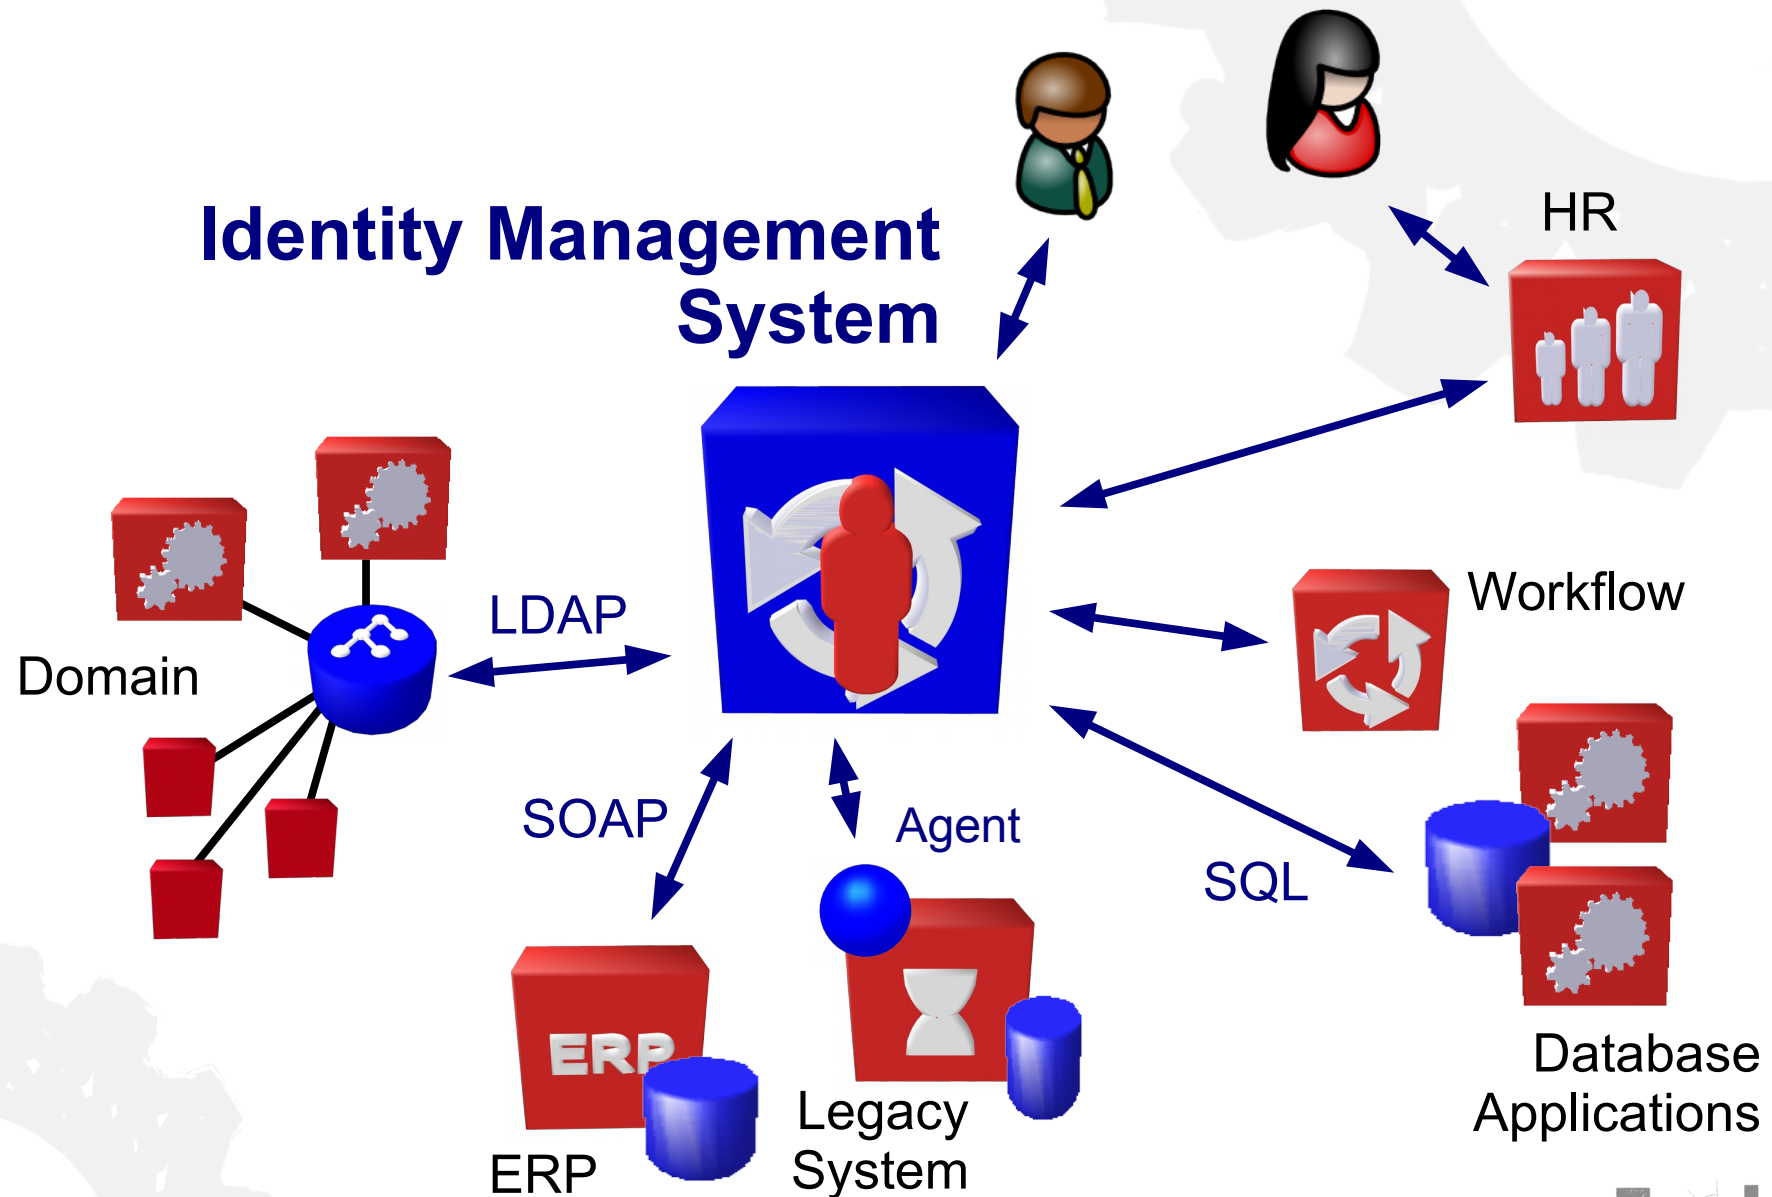 Identity Management
System
HR
LDAP
Workflow
Domain
SOAP
Agent
SQL
ERP
Database
Applications
Legacy
System
ERP